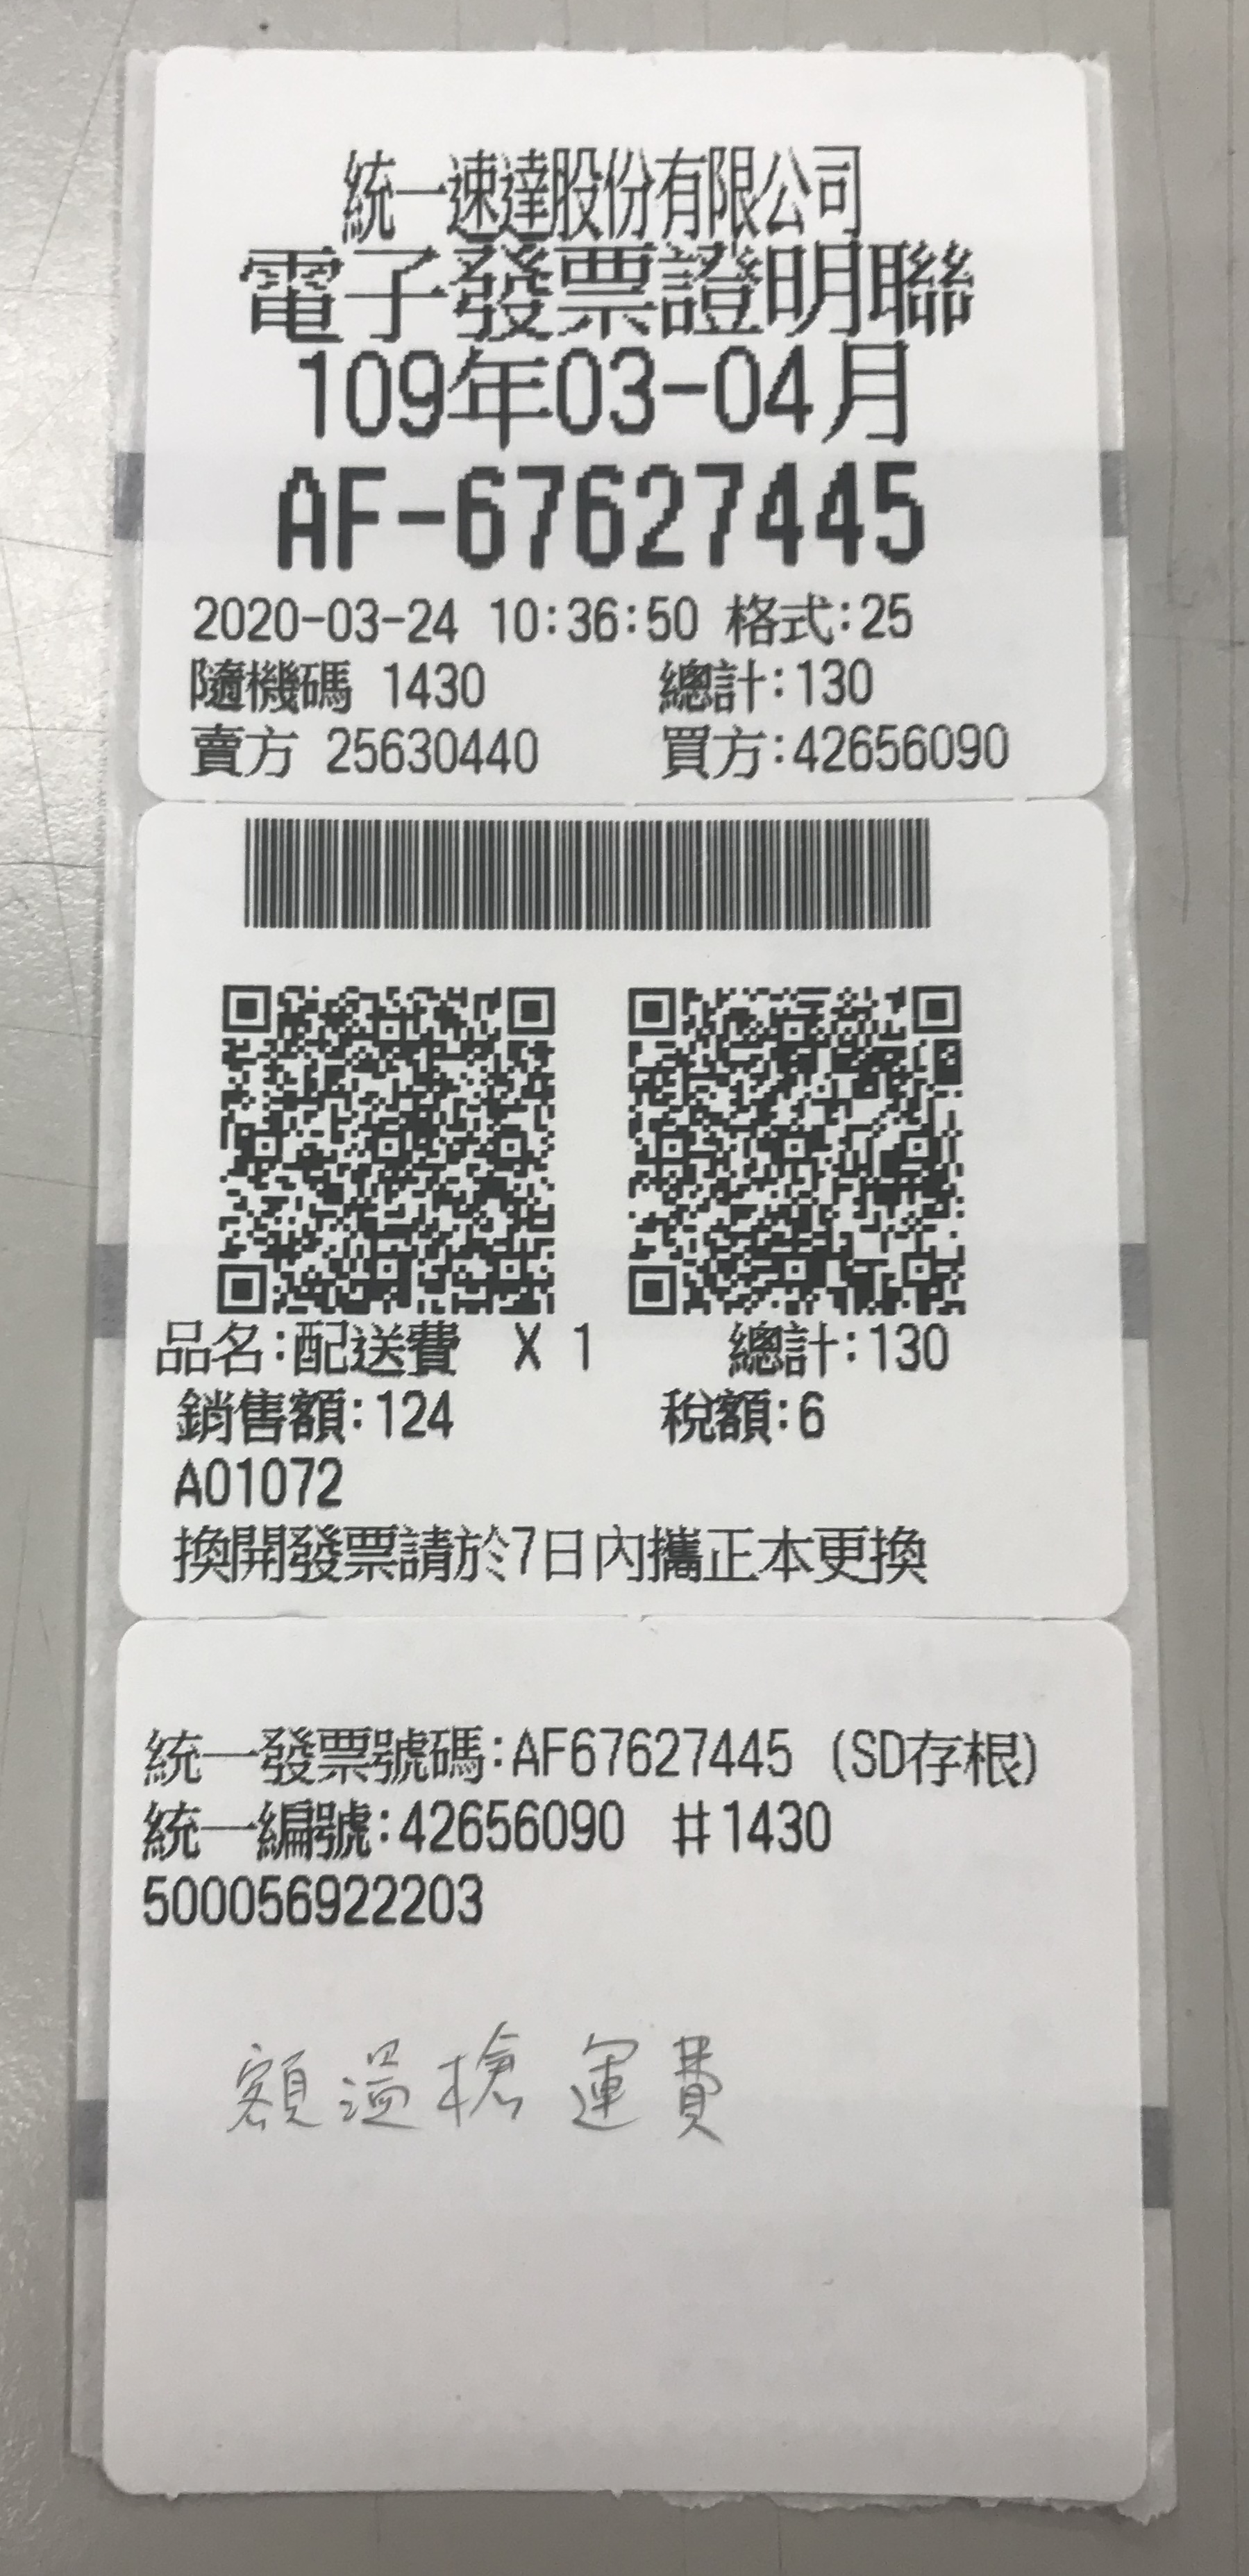 統一速達股份有限公司
電子發票證明聯
109年03-04月
AF-67627445
2020-03-24 10:36:50 格式:25
隨機碼 1430 總計:130
賣方 25630440 買方:42656090
品名:配送費 X 1 總計:130
銷售額:124 稅額:6
A01072
換開發票請於7日內攜正本更換
統一發票號碼:AF67627445 (SD存根)
統一編號:42656090 #1430
500056922203
額溫槍運費